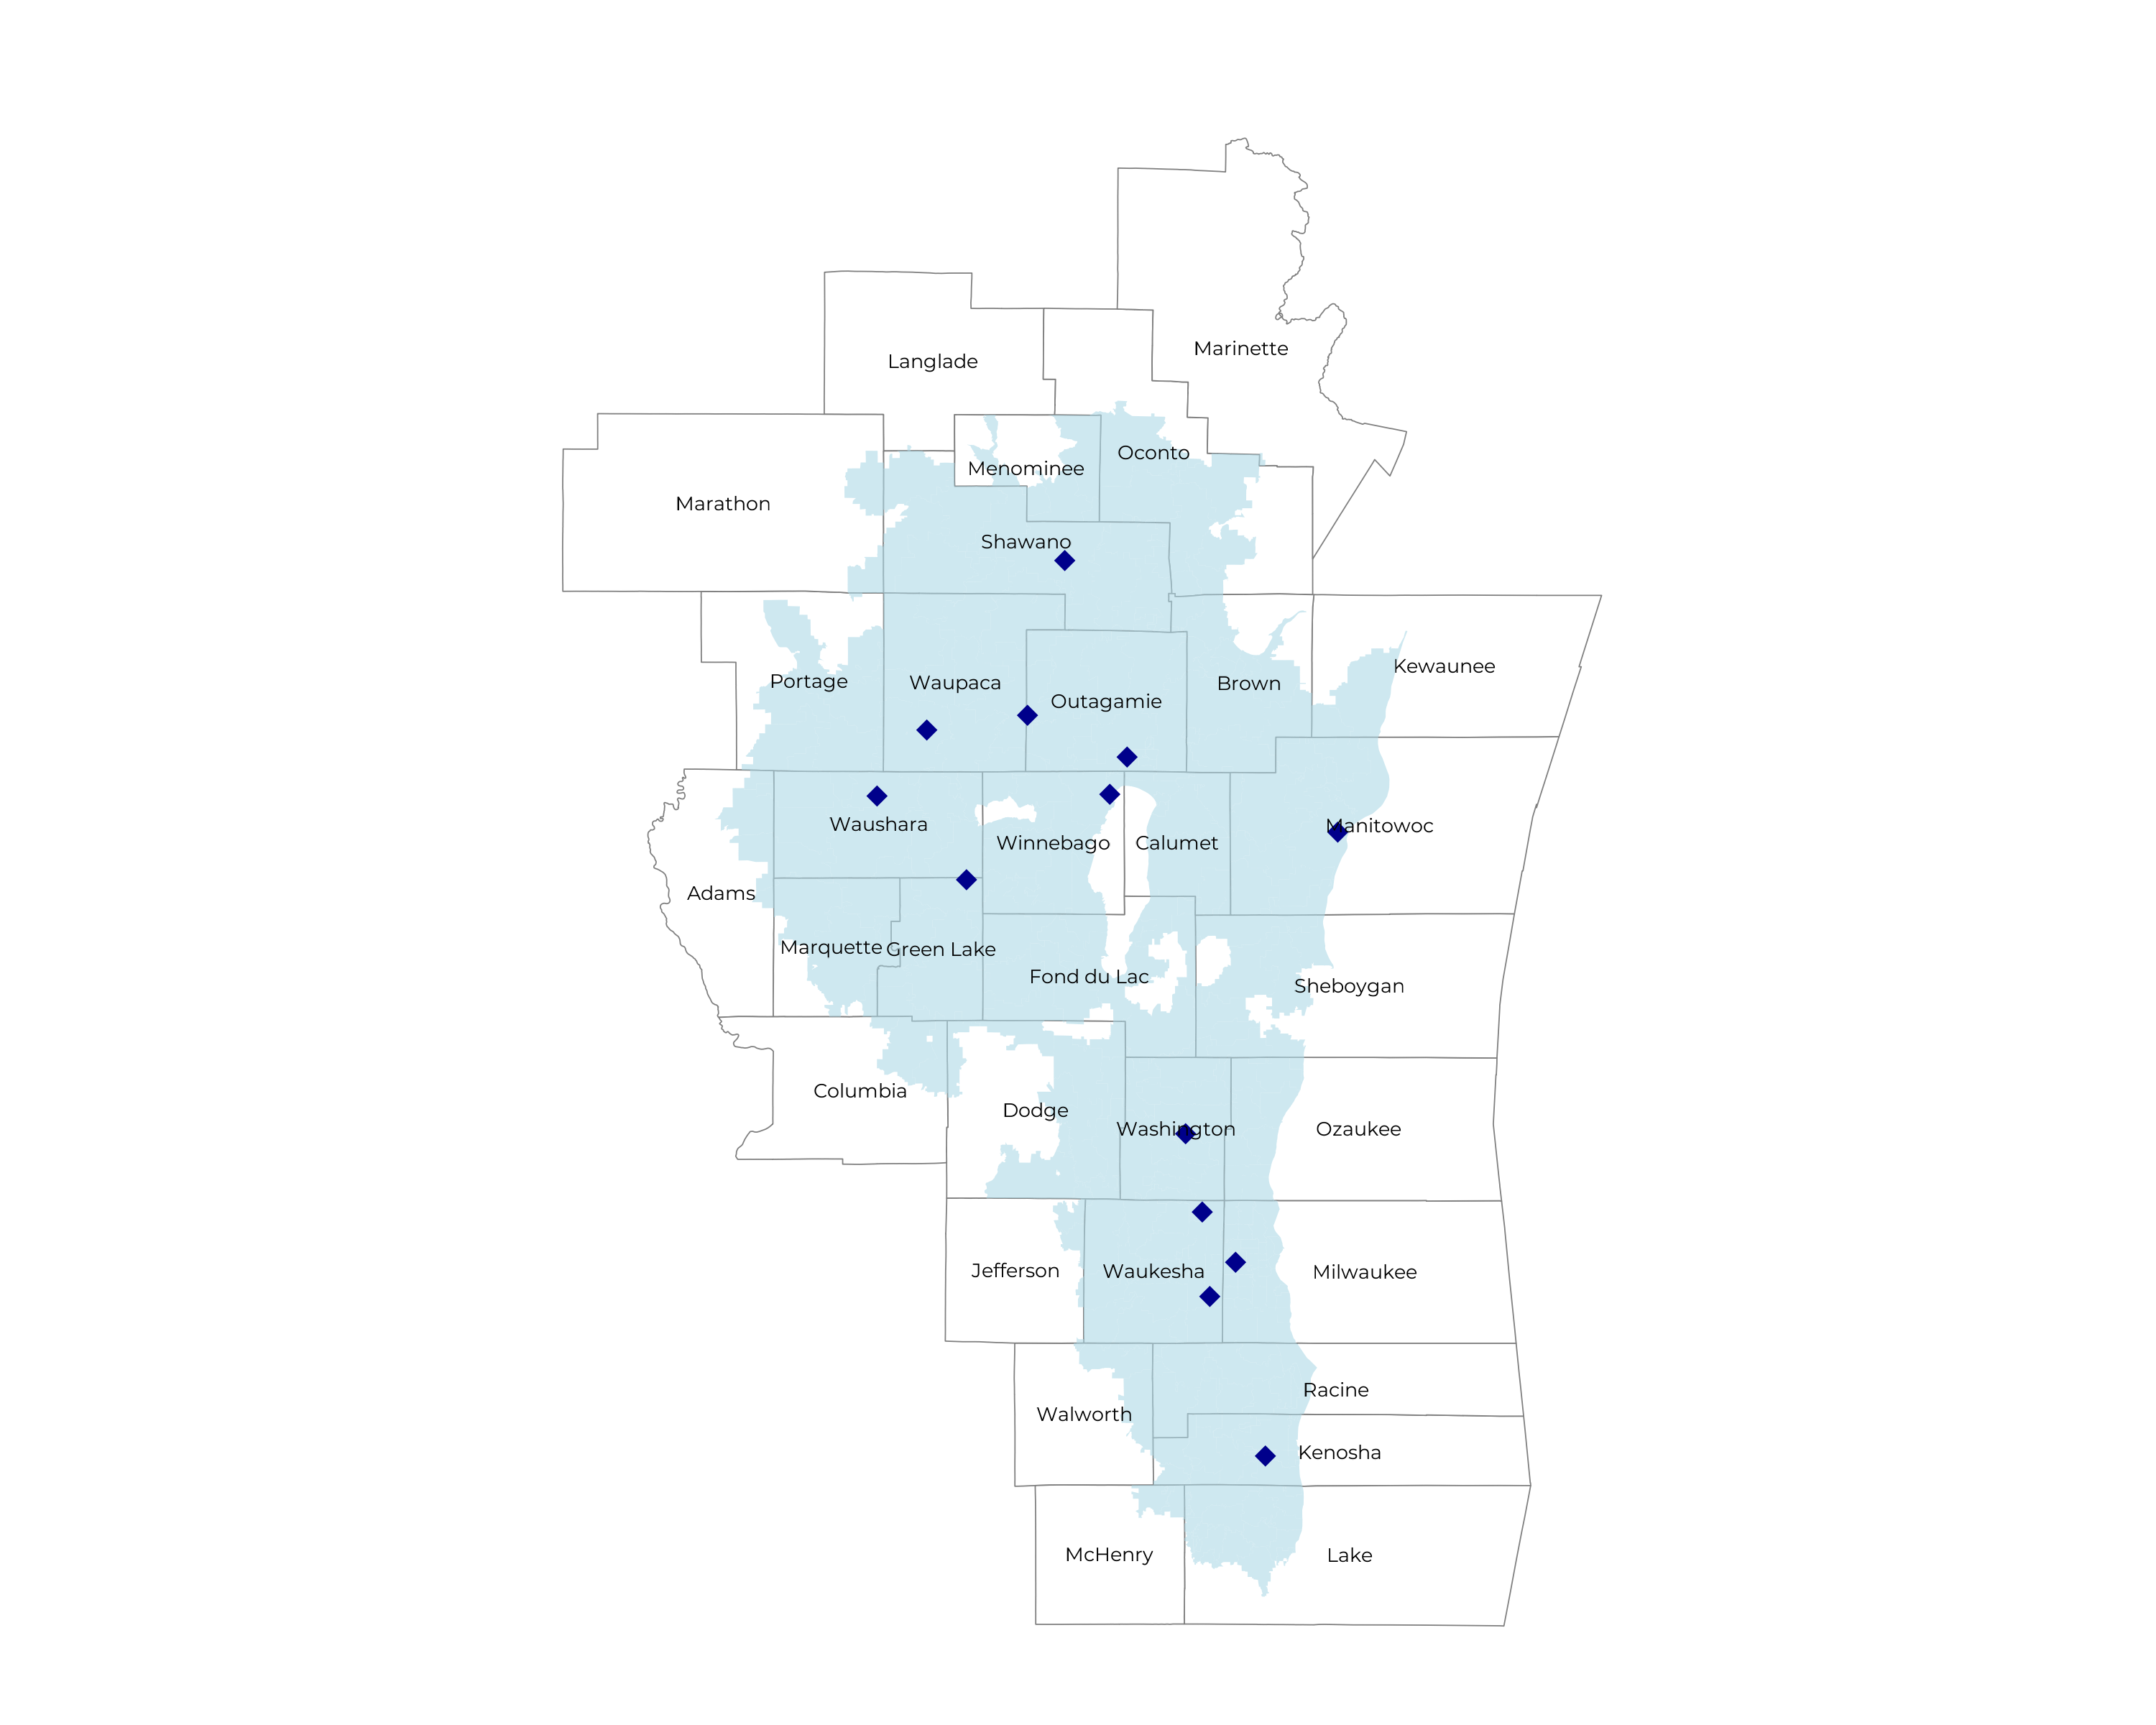 Marinette
Langlade
Oconto
Menominee
Marathon
Shawano
Kewaunee
Portage
Waupaca
Brown
Outagamie
Waushara
Manitowoc
Winnebago
Calumet
Adams
Marquette
Green Lake
Fond du Lac
Sheboygan
Columbia
Dodge
Washington
Ozaukee
Jefferson
Waukesha
Milwaukee
Racine
Walworth
Kenosha
McHenry
Lake